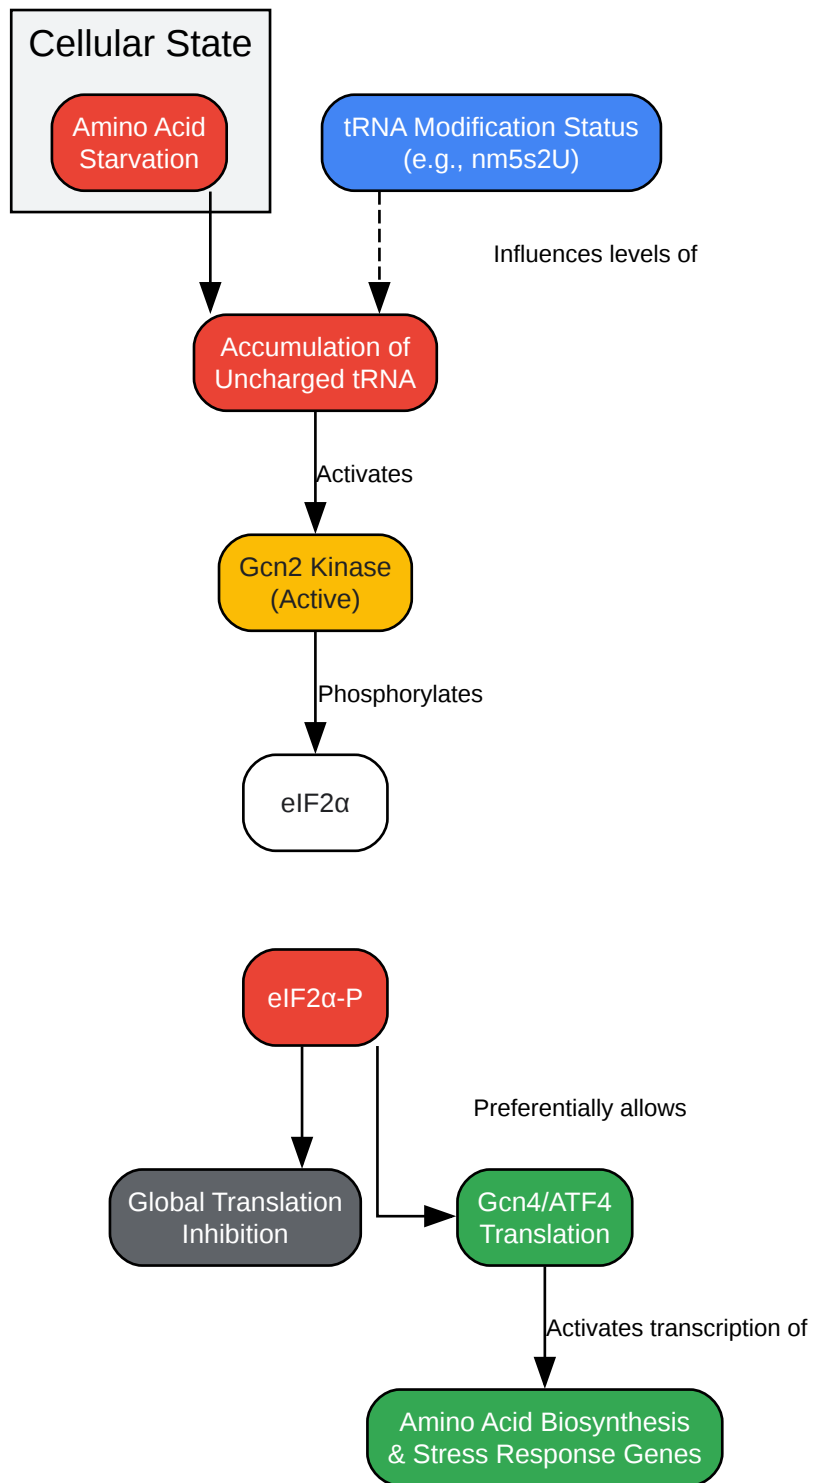 Cellular State
Amino Acid
Starvation
tRNA Modification Status
(e.g., nm5s2U)
Influences levels of
Accumulation of
Uncharged tRNA
Activates
Gcn2 Kinase
(Active)
Phosphorylates
eIF2α
eIF2α-P
Preferentially allows
Global Translation
Inhibition
Gcn4/ATF4
Translation
Activates transcription of
Amino Acid Biosynthesis
& Stress Response Genes